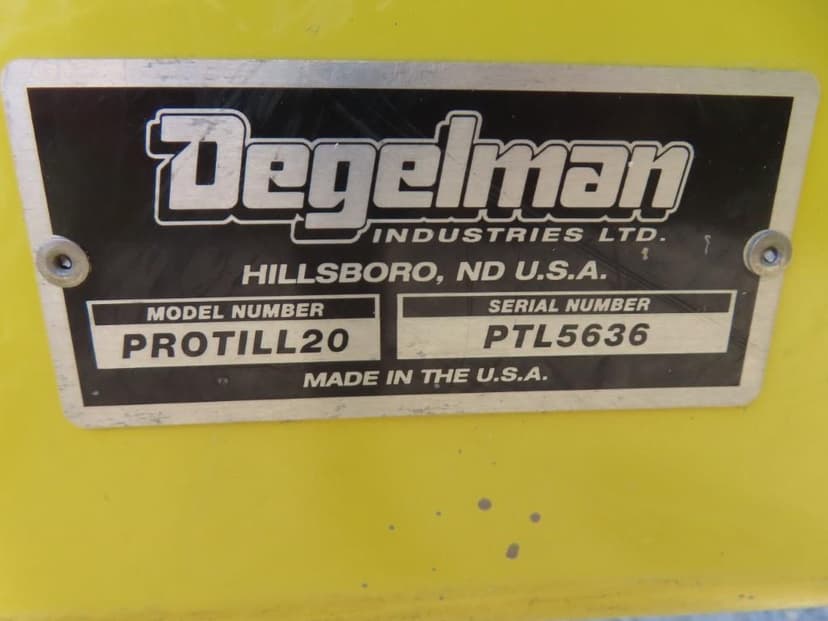 Degelman
INDUSTRIES LTD.
HILLSBORO, ND U.S.A.
MODEL NUMBER SERIAL NUMBER
PROTILL20 PTL5636
MADE IN THE U.S.A.